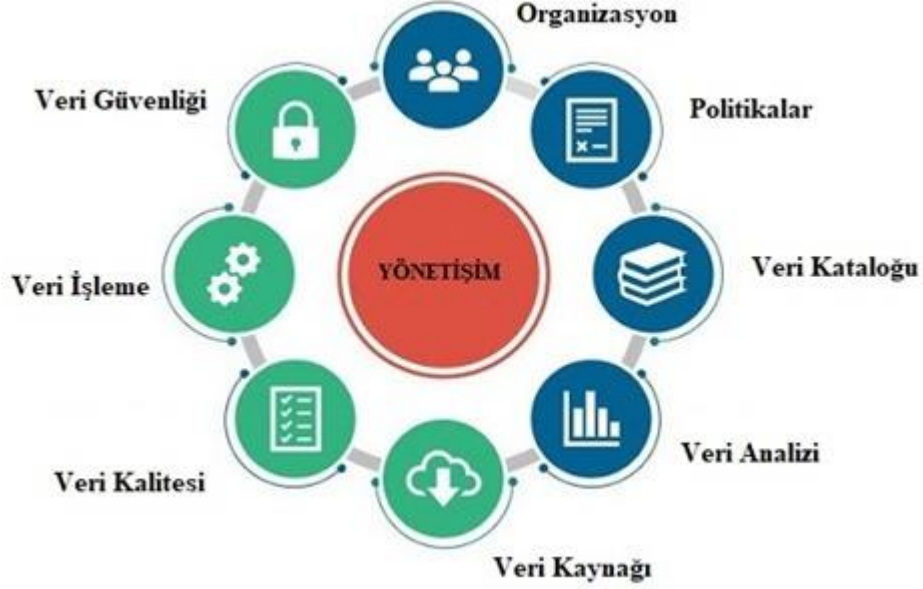 Organizasyon
Veri Güvenliği
Politikalar
YÖNETİŞİM
Veri Kataloğu
Veri İşleme
Veri Analizi
Veri Kalitesi
Veri Kaynağı